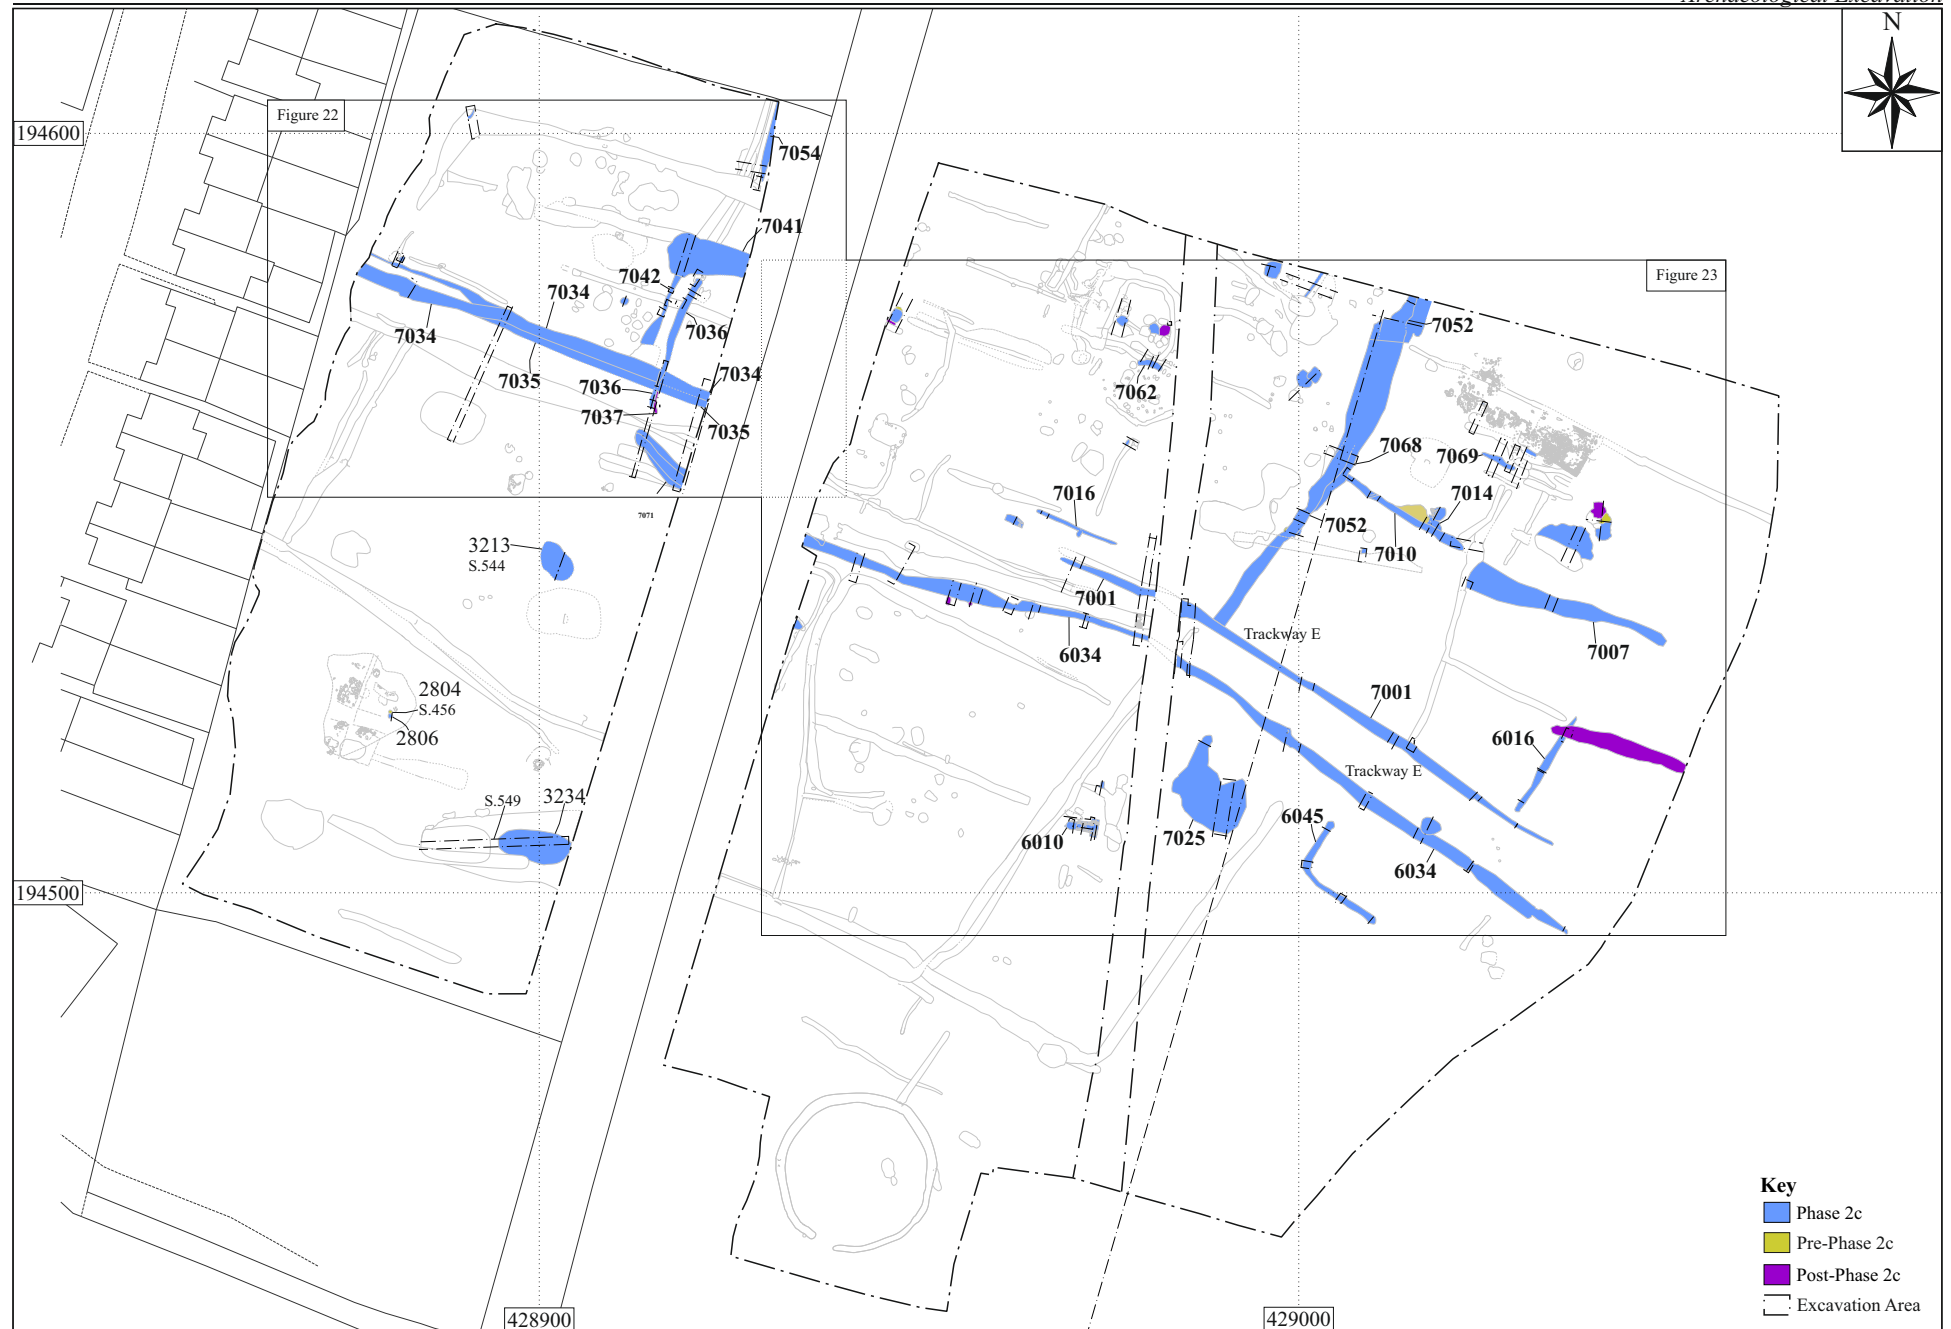 Archaeological Excavation
N
Figure 22
194600
7054
7041
7042
7034
7036
7034
7035
7036
7037
7034
7035
7071
3213
S.544
2804
S.456
2806
S.549
3234
194500
Figure 23
7052
7062
7068
7069
7014
7016
7052
7010
7001
Trackway E
6034
7007
7001
6016
Trackway E
6045
7025
6010
6034
Key
Phase 2c
Pre-Phase 2c
Post-Phase 2c
Excavation Area
428900
429000